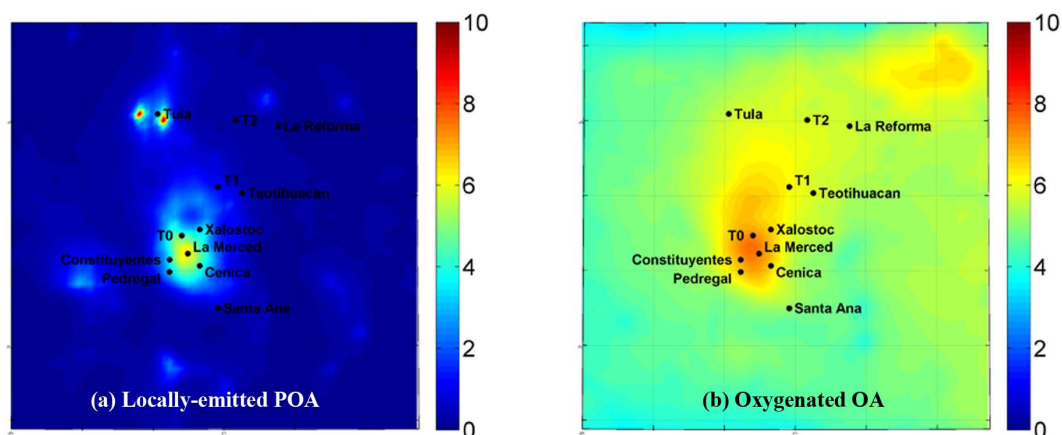 10
8
6
4
2
0
Tula
T2
La Reforma
T1
Teotihuacan
Xalostoc
T0
La Merced
Constituyentes
Cenica
Pedregal
Santa Ana
(a) Locally-emitted POA
10
8
6
4
2
0
Tula
T2
La Reforma
T1
Teotihuacan
Xalostoc
T0
La Merced
Constituyentes
Cenica
Pedregal
Santa Ana
(b) Oxygenated OA